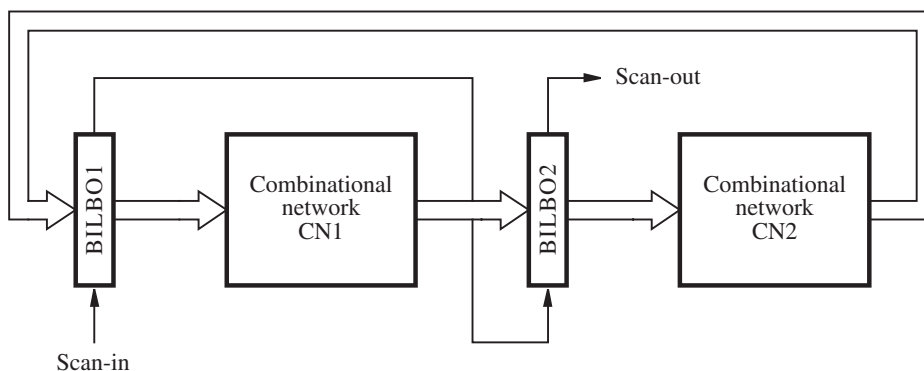 Scan-out
BILBO1
Combinational
network
CN1
BILBO2
Combinational
network
CN2
Scan-in